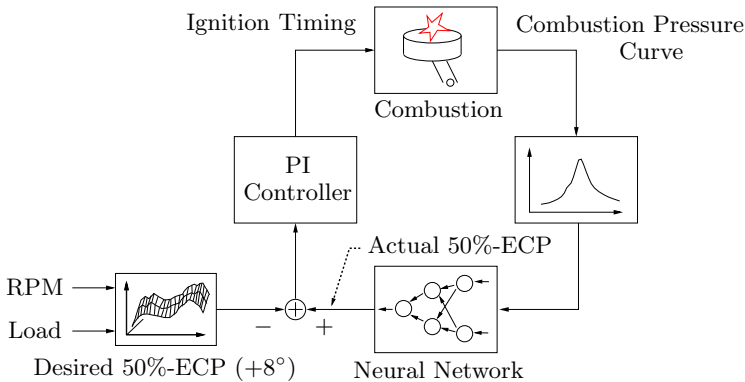 Ignition Timing
Combustion Pressure
Curve
Combustion
PI
Controller
Actual 50%-ECP
RPM
Load
− +
Desired 50%-ECP (+8°)
Neural Network